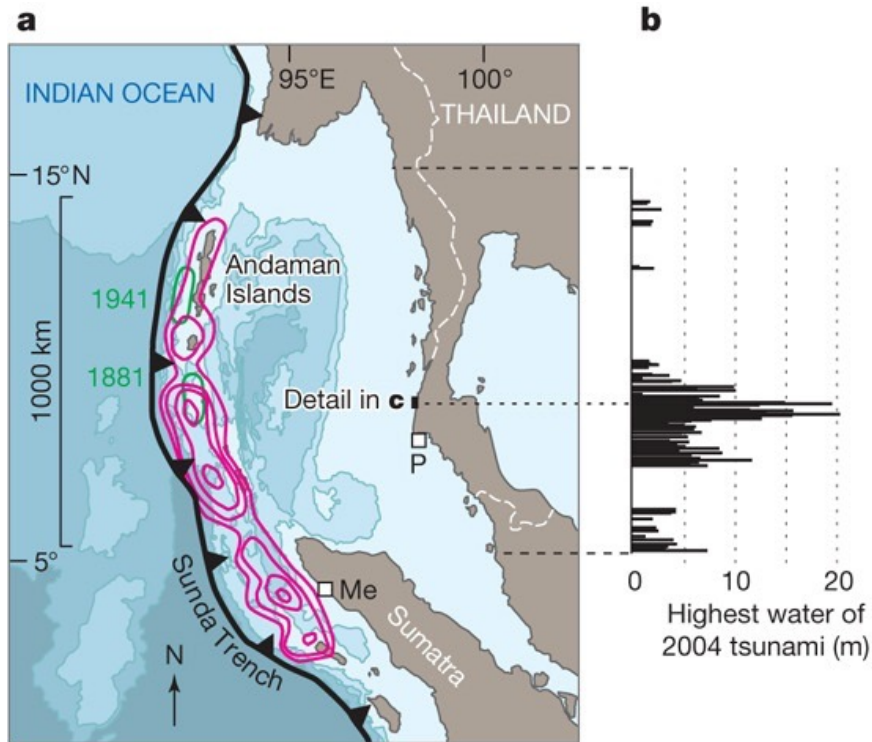 a
b
95°E
100°
INDIAN OCEAN
THAILAND
15°N
Andaman
Islands
1941
1881
1000 km
Detail in c
P
5°
Me
Sunda Trench
Sumatra
N
0
10
20
Highest water of
2004 tsunami (m)